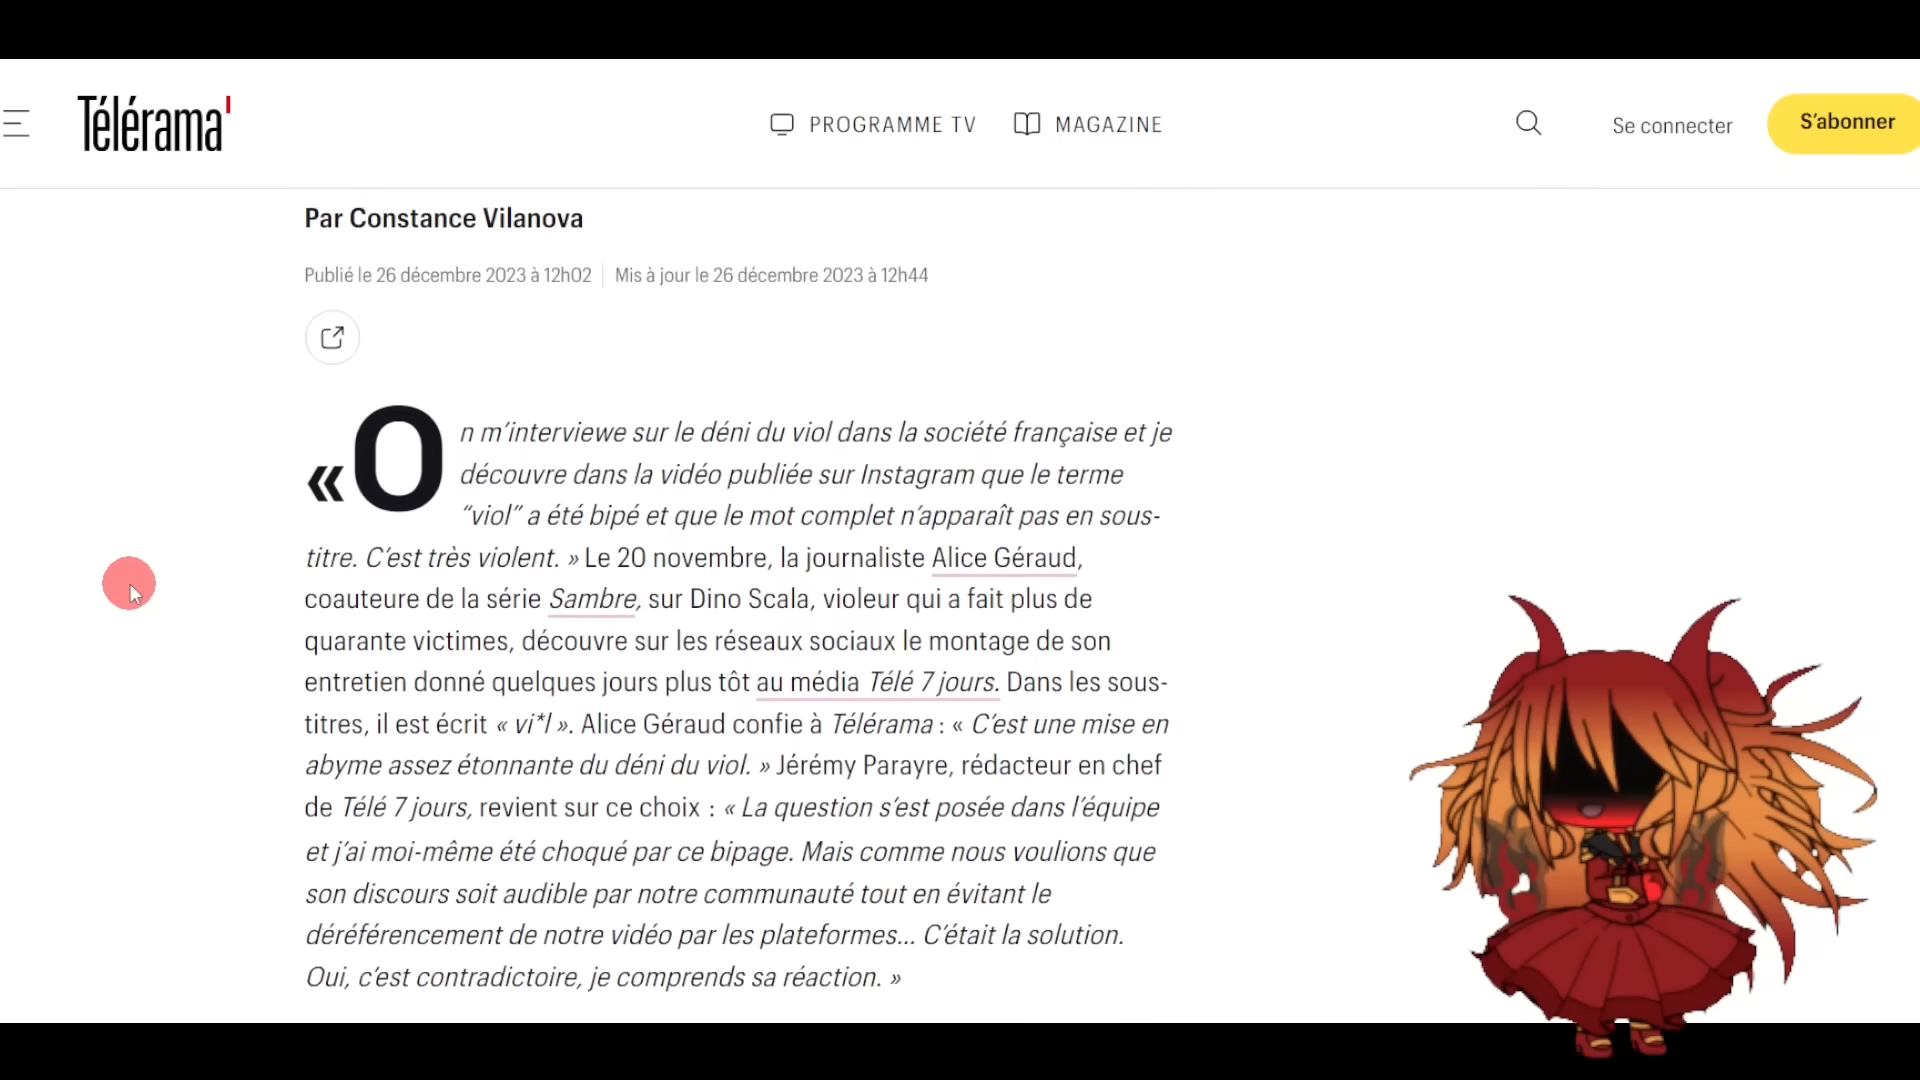 Télérama'
PROGRAMME TV
MAGAZINE
Se connecter
S'abonner
Par Constance Vilanova
Publié le 26 décembre 2023 à 12h02
Mis à jour le 26 décembre 2023 à 12h44
«On m'interviewe sur le déni du viol dans la société française et je
découvre dans la vidéo publiée sur Instagram que le terme
“viol” a été bipé et que le mot complet n'apparaît pas en sous-
titre. C'est très violent. » Le 20 novembre, la journaliste Alice Géraud,
coauteure de la série Sambre, sur Dino Scala, violeur qui a fait plus de
quarante victimes, découvre sur les réseaux sociaux le montage de son
entretien donné quelques jours plus tôt au média Télé 7 jours. Dans les sous-
titres, il est écrit « vi*l ». Alice Géraud confie à Télérama : « C'est une mise en
abyme assez étonnante du déni du viol. » Jérémy Parayre, rédacteur en chef
de Télé 7 jours, revient sur ce choix : « La question s'est posée dans l'équipe
et j'ai moi-même été choqué par ce bipage. Mais comme nous voulions que
son discours soit audible par notre communauté tout en évitant le
déréférencement de notre vidéo par les plateformes... C'était la solution.
Oui, c'est contradictoire, je comprends sa réaction. »